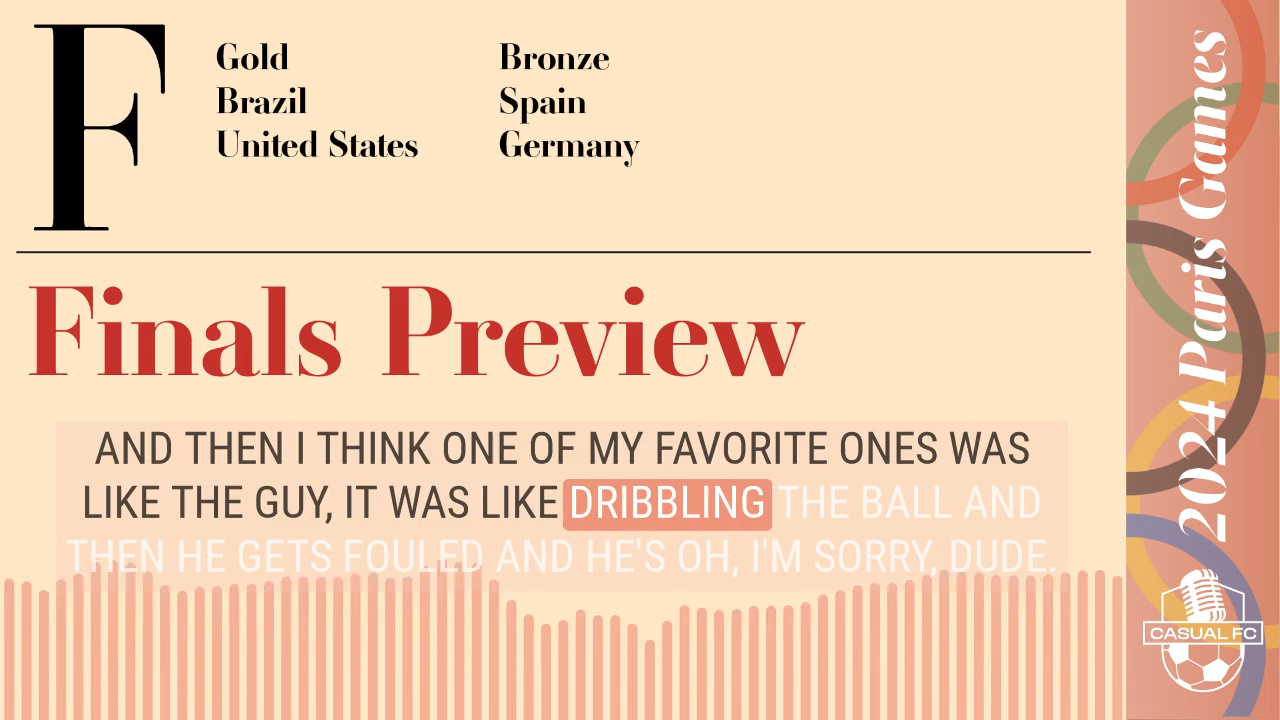 F
Gold
Brazil
United States
Bronze
Spain
Germany
Finals Preview
AND THEN I THINK ONE OF MY FAVORITE ONES WAS
LIKE THE GUY, IT WAS LIKE DRIBBLING THE BALL AND
THEN HE GETS FOULED AND HE'S OH, I'M SORRY, DUDE.
2024 Paris Games
CASUAL FC